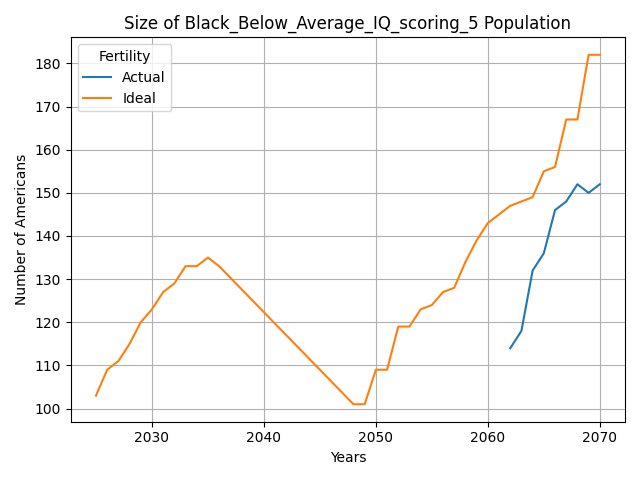 Size of Black_Below_Average_IQ_scoring_5 Population
Fertility
Actual
Ideal
180
170
160
150
140
130
120
110
100
Number of Americans
2030
2040
2050
2060
2070
Years